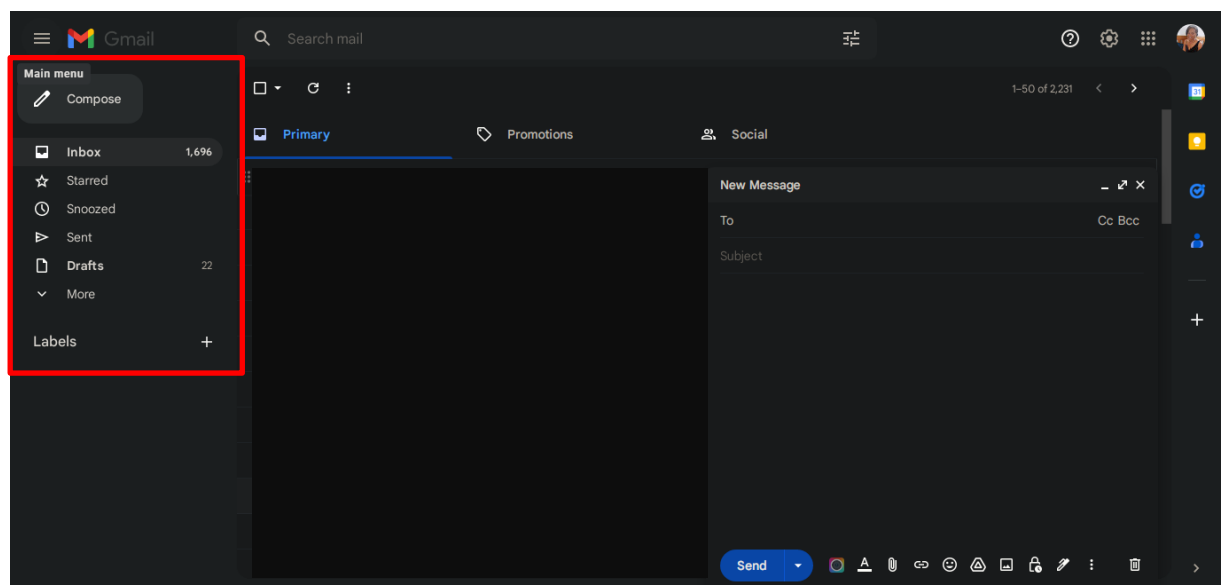 Gmail
Search mail
Main menu
Compose
1–50 of 2,231
31
Primary
Promotions
Social
Inbox 1,696
Starred
Snoozed
Sent
Drafts 22
More
Labels
New Message
To Cc Bcc
Subject
Send